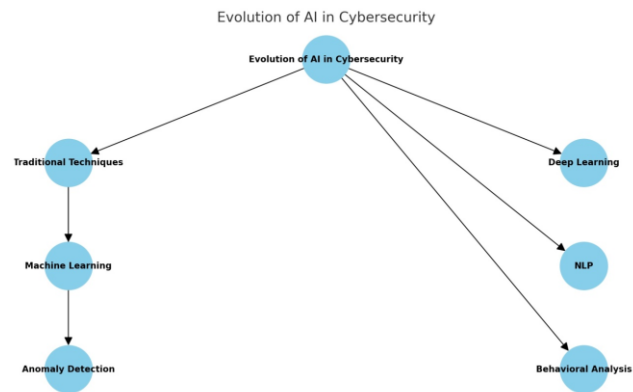 Evolution of AI in Cybersecurity
Evolution of AI in Cybersecurity
Traditional Techniques
Deep Learning
Machine Learning
NLP
Anomaly Detection
Behavioral Analysis